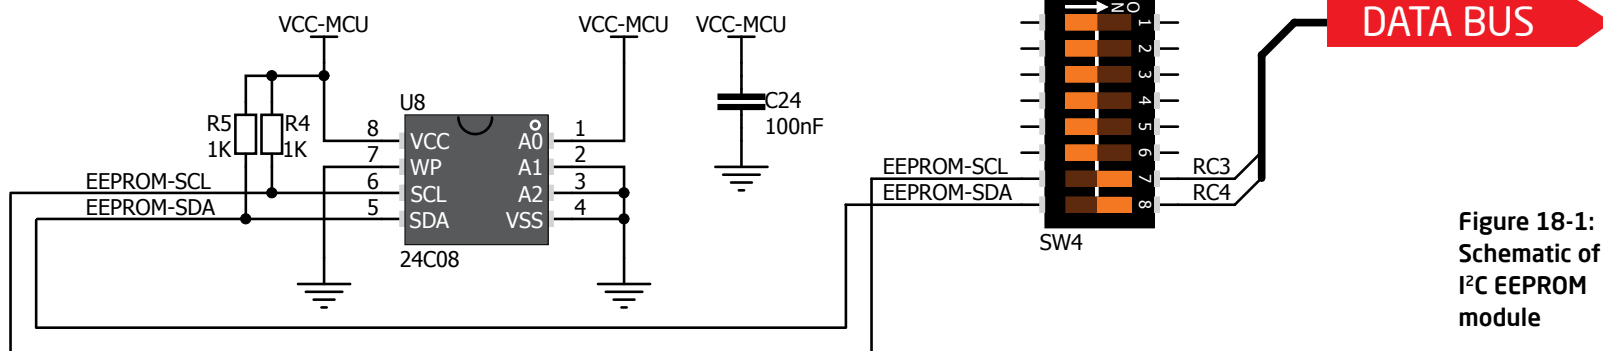 VCC-MCU
VCC-MCU
VCC-MCU
ON
DATA BUS
1
2
3
4
5
6
7
8
U8
R5
1K
R4
1K
8
7
6
5
VCC
WP
SCL
SDA
A0
A1
A2
VSS
1
2
3
4
24C08
C24
100nF
EEPROM-SCL
EEPROM-SDA
EEPROM-SCL
EEPROM-SDA
RC3
RC4
SW4
Figure 18-1:
Schematic of
I²C EEPROM
module